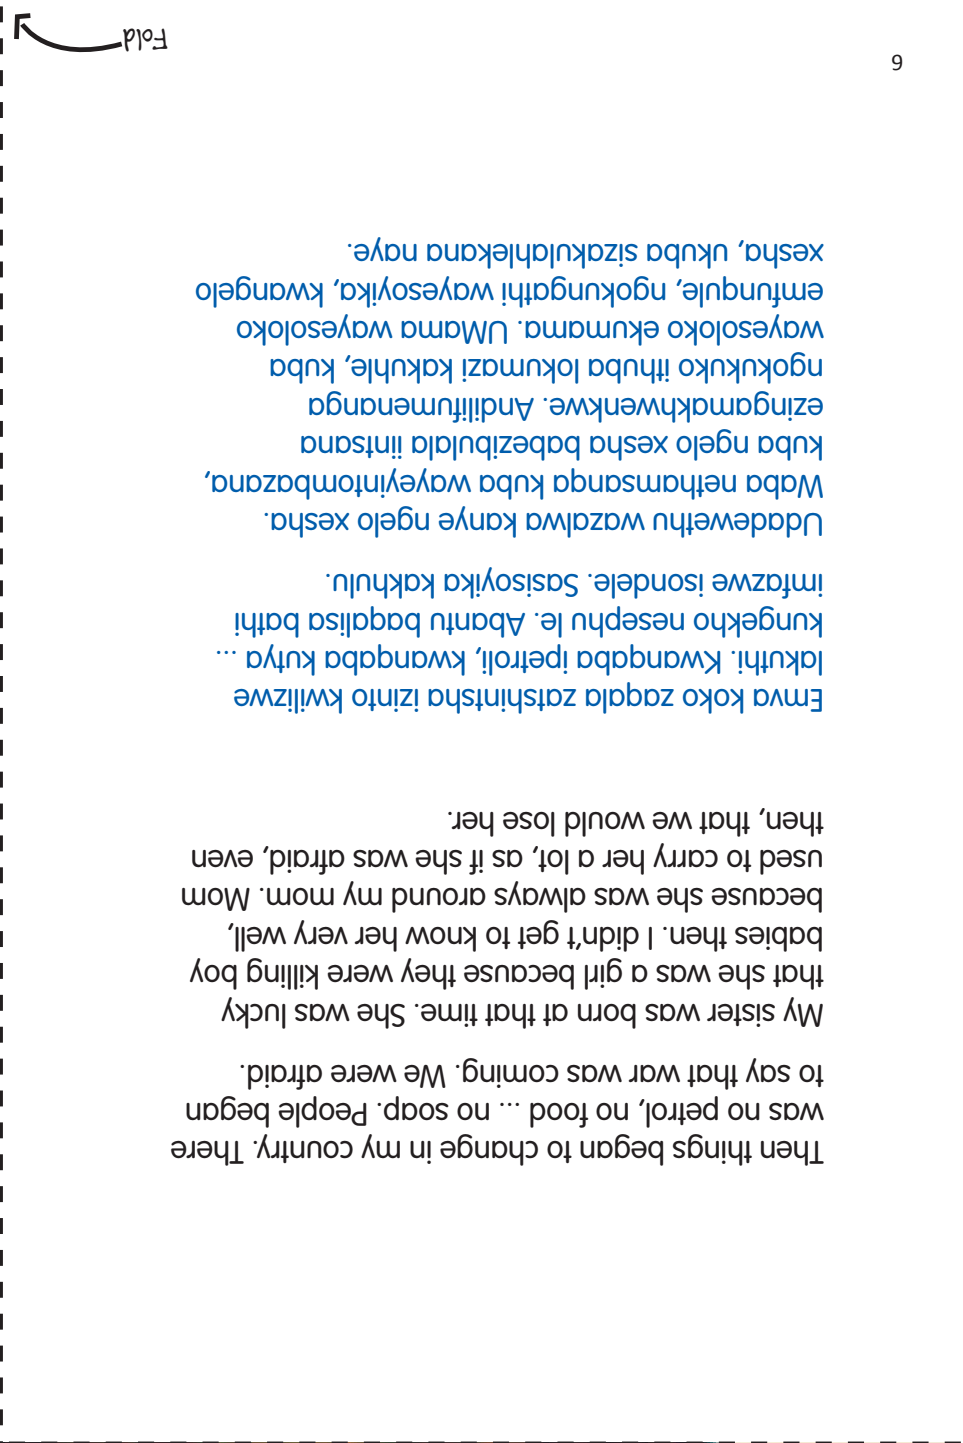 Then things began to change in my country. There
was no petrol, no food ... no soap. People began
to say that war was coming. We were afraid.
My sister was born at that time. She was lucky
that she was a girl because they were killing boy
babies then. I didn't get to know her very well,
because she was always around my mom. Mom
used to carry her a lot, as if she was afraid, even
then, that we would lose her.
Emva koko zaqala zatshintsha izinto kwilizwe
lakuthi. Kwanqaba ipetroli, kwanqaba kutya ...
kungekho nesephu le. Abantu baqalisa bathi
imfazwe isondele. Sasisoyika kakhulu.
Udadewethu wazalwa kanye ngelo xesha.
Waba nethamsanqa kuba wayeyintombazana,
kuba ngelo xesha babezibulala iintsana
ezingamakhwenkwe. Andilifumenanga
ngokukuko ithuba lokumazi kakuhle, kuba
wayesoloko ekumama. UMama wayesoloko
emfunqule, ngokungathi wayesoyika, kwangelo
xesha, ukuba sizakulahlekana naye.
6
Fold